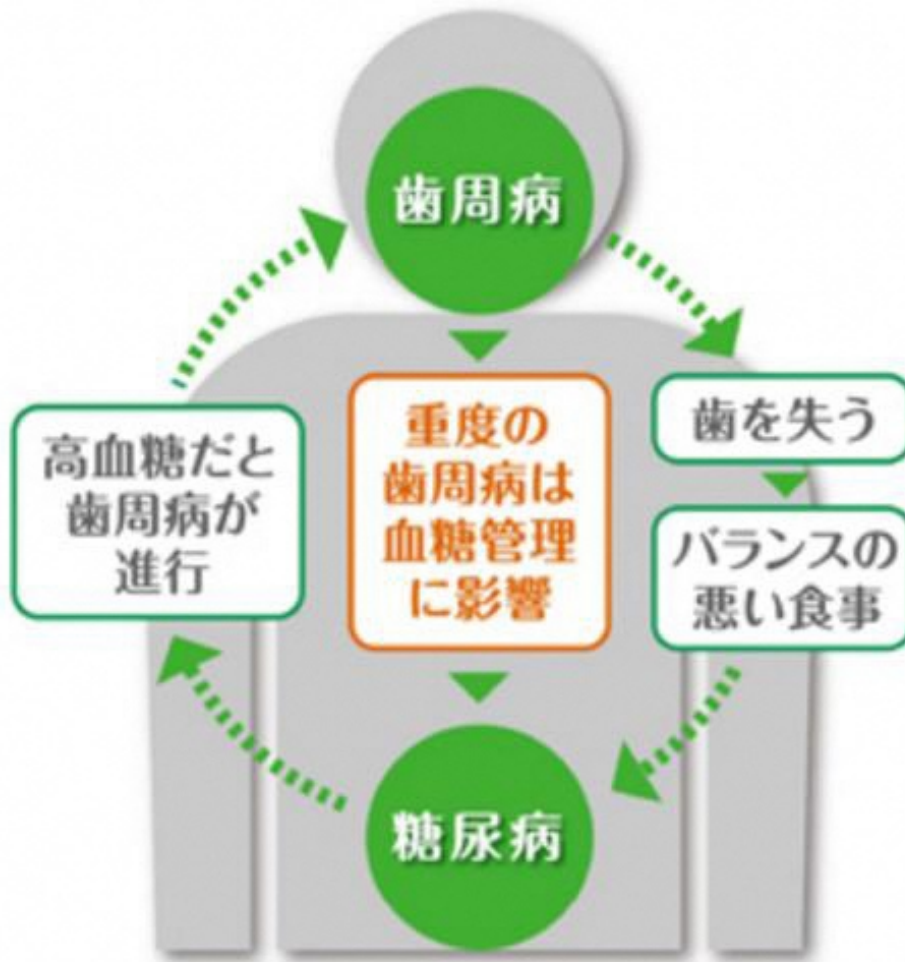 歯周病
高血糖だと
歯周病が
進行
重度の
歯周病は
血糖管理
に影響
歯を失う
バランスの
悪い食事
糖尿病